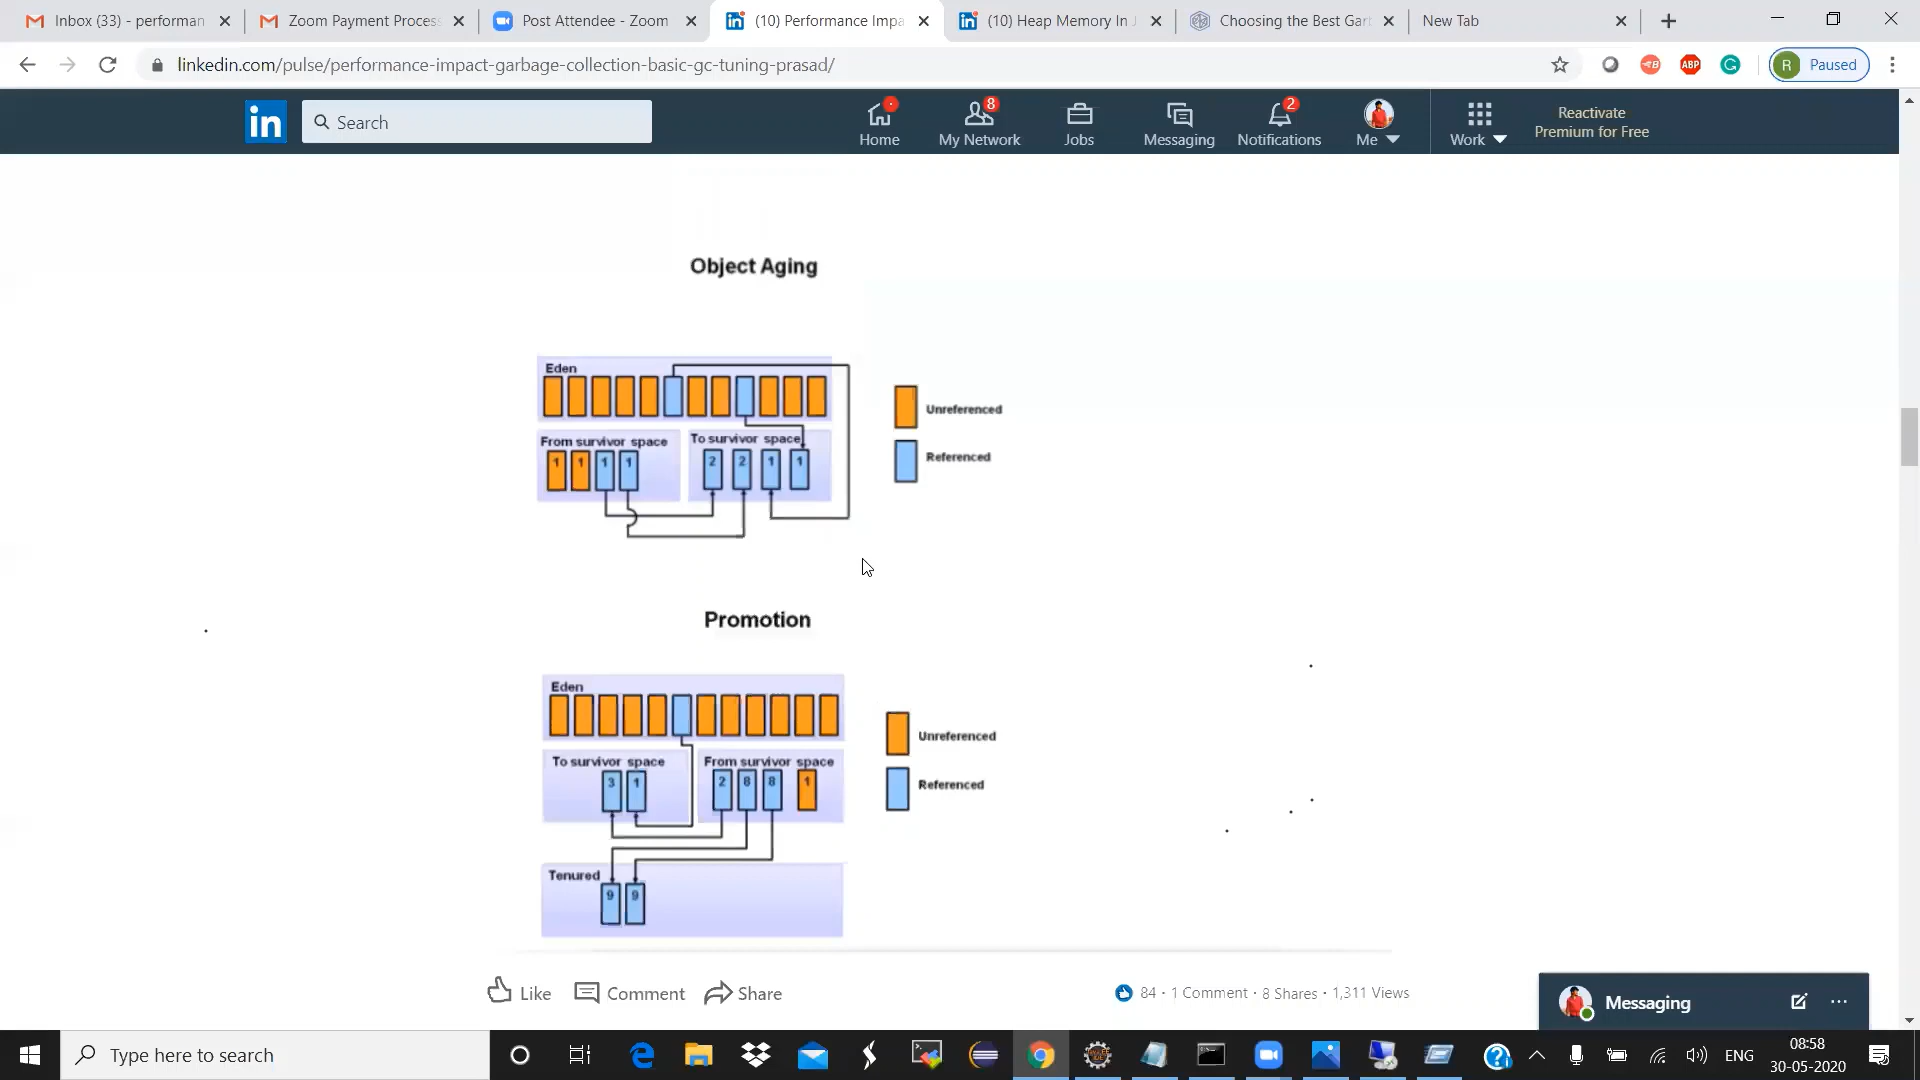 Inbox (33) - performan
Zoom Payment Process
Post Attendee - Zoom
(10) Performance Impa
(10) Heap Memory In J
Choosing the Best Gar
New Tab
linkedin.com/pulse/performance-impact-garbage-collection-basic-gc-tuning-prasad/
ABP
R Paused
in
Search
Home
8
My Network
Jobs
Messaging
2
Notifications
Me
Work
Reactivate
Premium for Free
Object Aging
Eden
From survivor space
1 1 1 1
To survivor space
2 2 1 1
Unreferenced
Referenced
Promotion
Eden
To survivor space
3 1
From survivor space
2 8 8 1
Tenured
9 9
Unreferenced
Referenced
Like
Comment
Share
84 · 1 Comment · 8 Shares · 1,311 Views
Messaging
Type here to search
ENG
08:58
30-05-2020